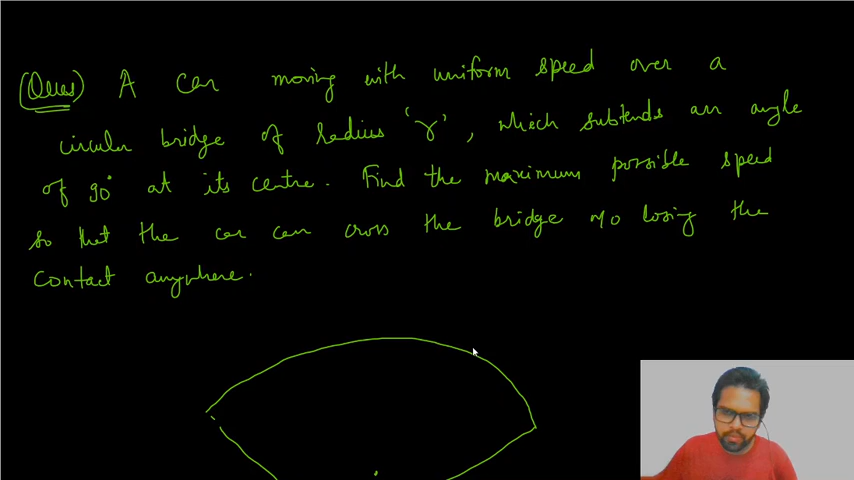 (Ques) A car moving with uniform speed over a
circular bridge of radius 'r', which subtends an angle
of 90° at its centre. Find the maximum possible speed
so that the car can cross the bridge w/o losing the
contact anywhere.